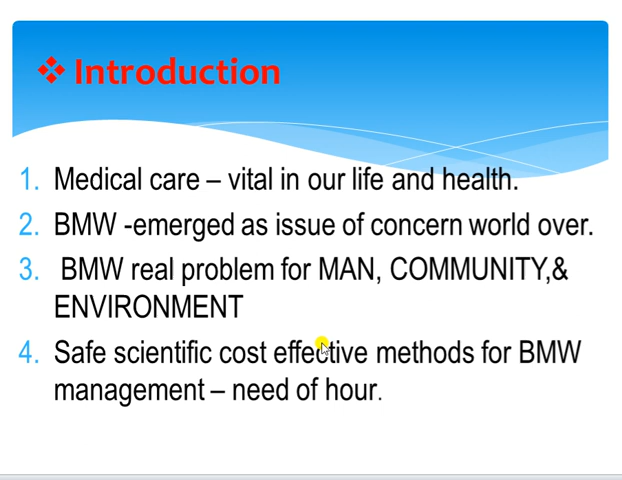 ❖ Introduction
1. Medical care – vital in our life and health.
2. BMW -emerged as issue of concern world over.
3. BMW real problem for MAN, COMMUNITY,&
ENVIRONMENT
4. Safe scientific cost effective methods for BMW
management – need of hour.